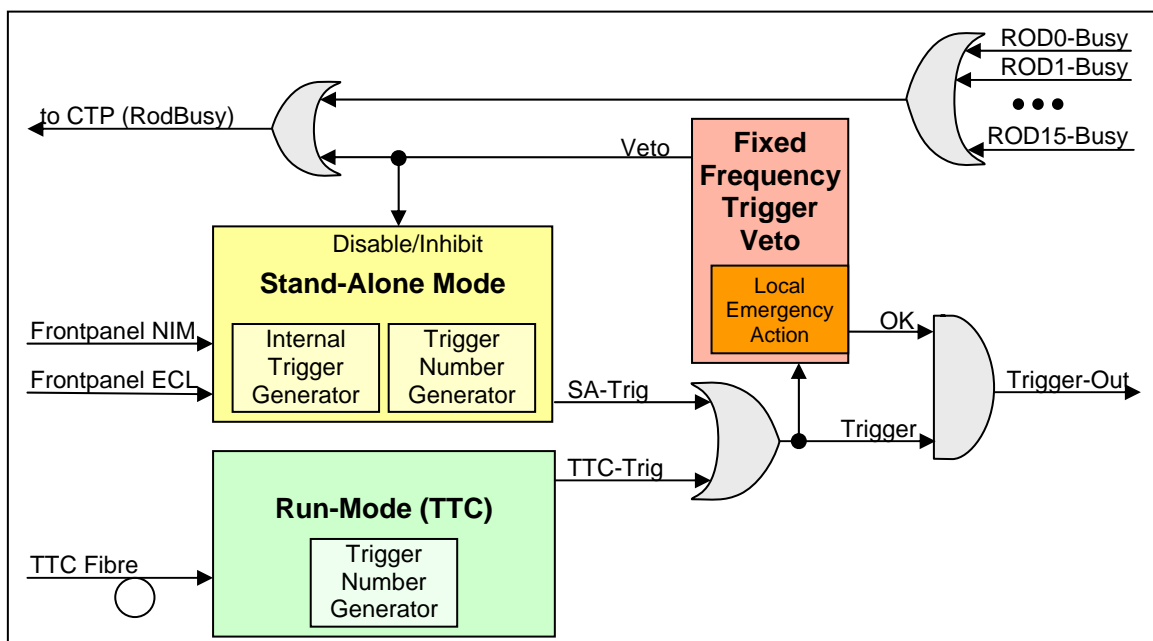 ROD0-Busy
ROD1-Busy
ROD15-Busy
to CTP (RodBusy)
Veto
Fixed
Frequency
Trigger
Veto
Local
Emergency
Action
Disable/Inhibit
Stand-Alone Mode
Internal
Trigger
Generator
Trigger
Number
Generator
Frontpanel NIM
Frontpanel ECL
SA-Trig
OK
Trigger
Trigger-Out
TTC-Trig
Run-Mode (TTC)
Trigger
Number
Generator
TTC Fibre